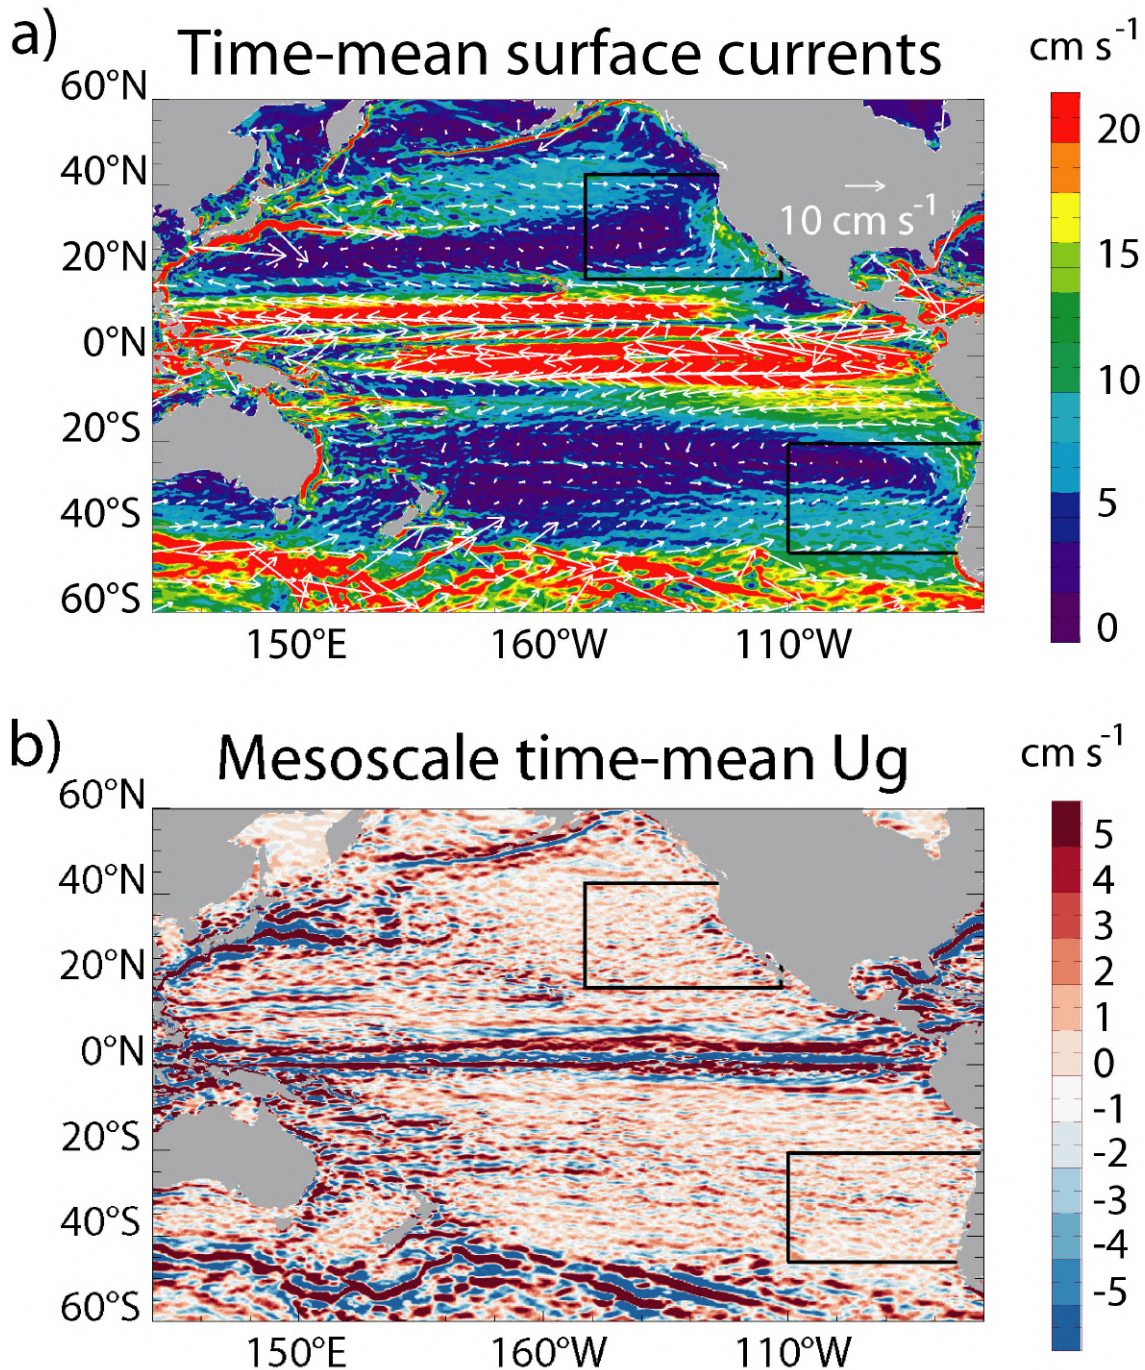 a)
Time-mean surface currents
cm s⁻¹
60°N
40°N
20°N
0°N
20°S
40°S
60°S
150°E
160°W
110°W
10 cm s⁻¹
20
15
10
5
0
b)
Mesoscale time-mean Ug
cm s⁻¹
60°N
40°N
20°N
0°N
20°S
40°S
60°S
150°E
160°W
110°W
5
4
3
2
1
0
-1
-2
-3
-4
-5